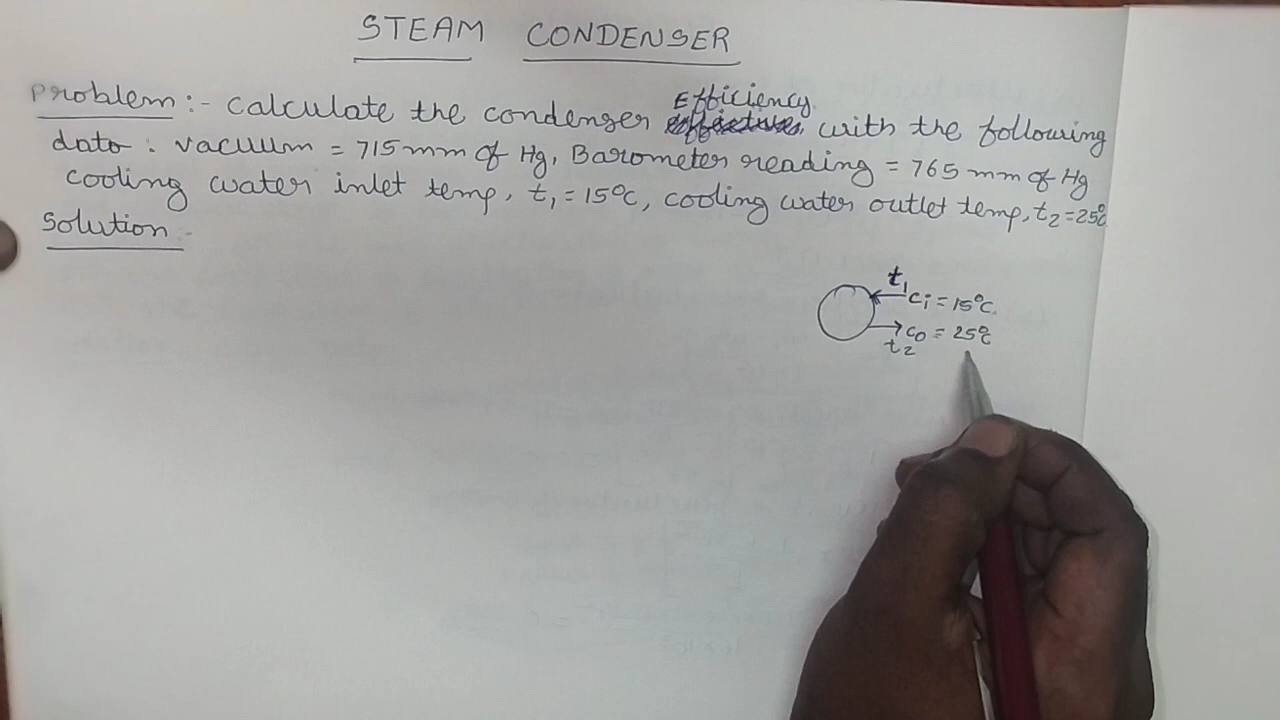 STEAM CONDENSER
Problem:- Calculate the condenser Efficiency with the following
data: vacuum = 715 mm of Hg, Barometer reading = 765 mm of Hg
cooling water inlet temp, t₁ = 15°C, cooling water outlet temp, t₂ = 25°C
Solution:-
t₁
Ci = 15°C.
Co = 25°C
t₂